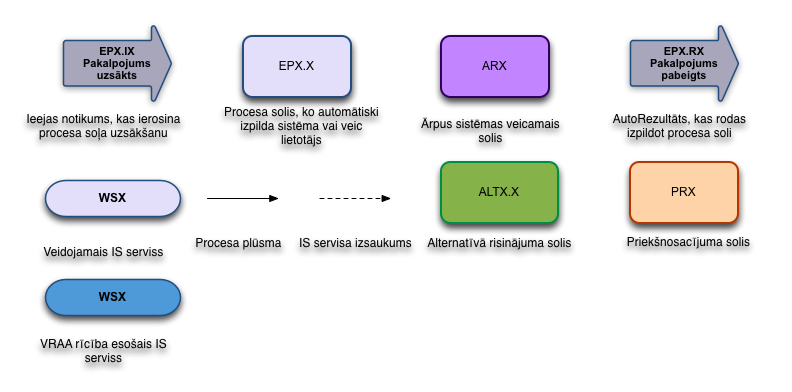 EPX.IX
Pakalpojums
uzsākts
EPX.X
ARX
EPX.RX
Pakalpojums
pabeigts
Ieejas notikums, kas ierosina
procesa soļa uzsākšanu
Procesa solis, ko automātiski
izpilda sistēma vai veic
lietotājs
Ārpus sistēmas veicamais
solis
AutoRezultāts, kas rodas
izpildot procesa soli
WSX
ALTX.X
PRX
Veidojamais IS serviss
Procesa plūsma
IS servisa izsaukums
Alternatīvā risinājuma solis
Priekšnosacījuma solis
WSX
VRAA rīcība esošais IS
serviss